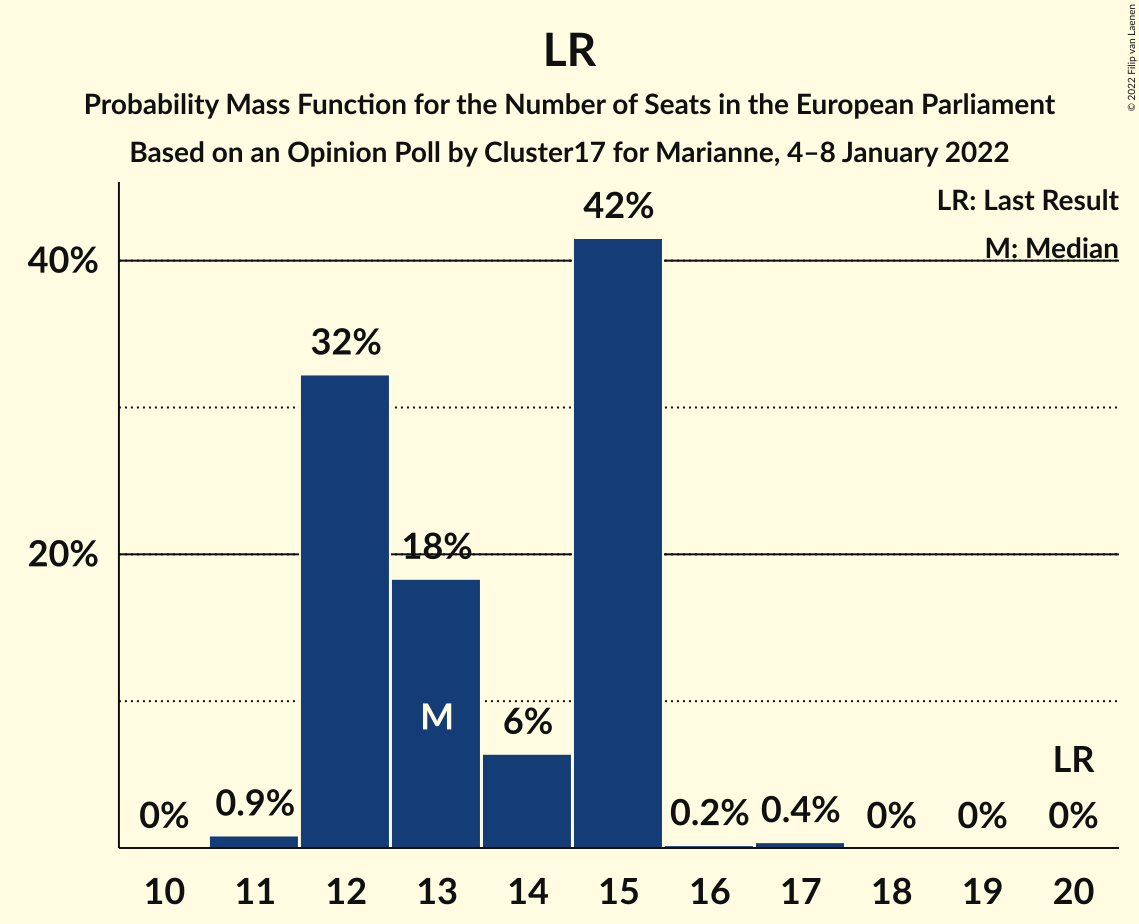 LR
Probability Mass Function for the Number of Seats in the European Parliament
Based on an Opinion Poll by Cluster17 for Marianne, 4–8 January 2022
© 2022 Filip van Laenen
LR: Last Result
M: Median
40%
20%
0%
0.9%
32%
18%
6%
42%
0.2%
0.4%
0%
0%
0%
M
LR
10 11 12 13 14 15 16 17 18 19 20